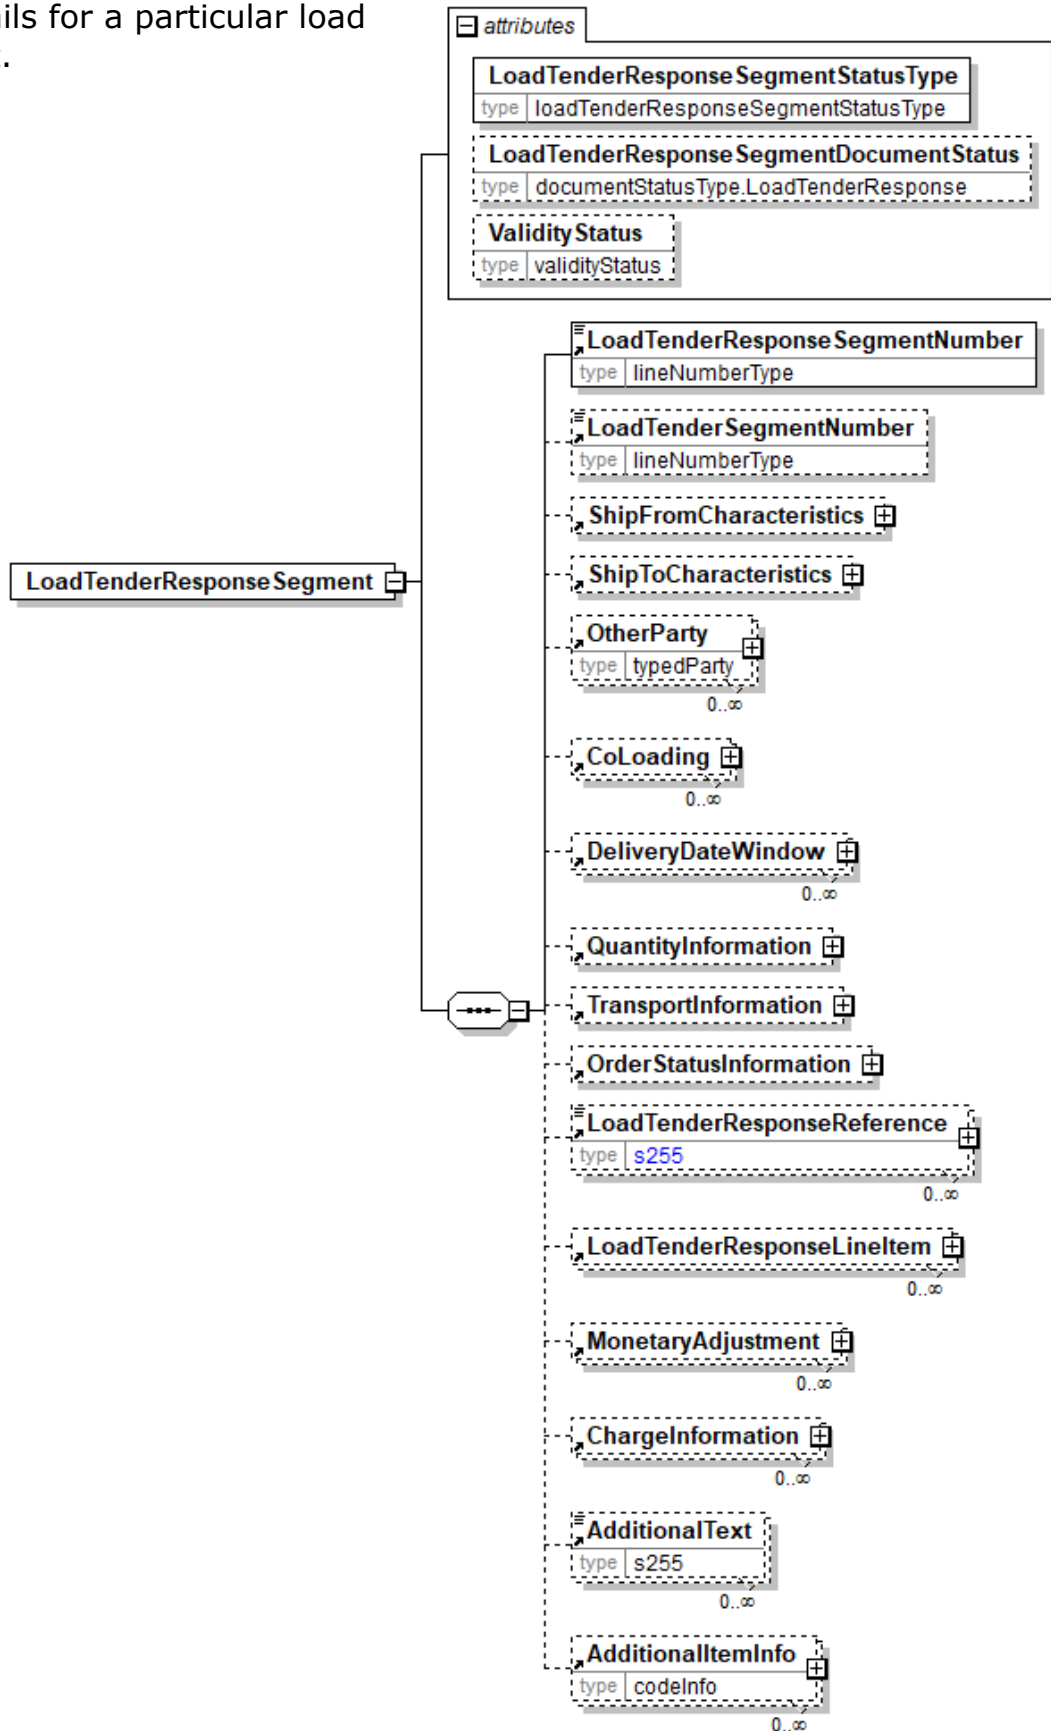 ils for a particular load
t.
attributes
LoadTenderResponseSegmentStatusType
type loadTenderResponseSegmentStatusType
LoadTenderResponseSegmentDocumentStatus
type documentStatusType.LoadTenderResponse
ValidityStatus
type validityStatus
LoadTenderResponseSegmentNumber
type lineNumberType
LoadTenderSegmentNumber
type lineNumberType
ShipFromCharacteristics
ShipToCharacteristics
LoadTenderResponseSegment
OtherParty
type typedParty
0..∞
CoLoading
0..∞
DeliveryDateWindow
0..∞
QuantityInformation
TransportInformation
OrderStatusInformation
LoadTenderResponseReference
type s255
0..∞
LoadTenderResponseLineItem
0..∞
MonetaryAdjustment
0..∞
ChargeInformation
0..∞
AdditionalText
type s255
0..∞
AdditionalItemInfo
type codeInfo
0..∞